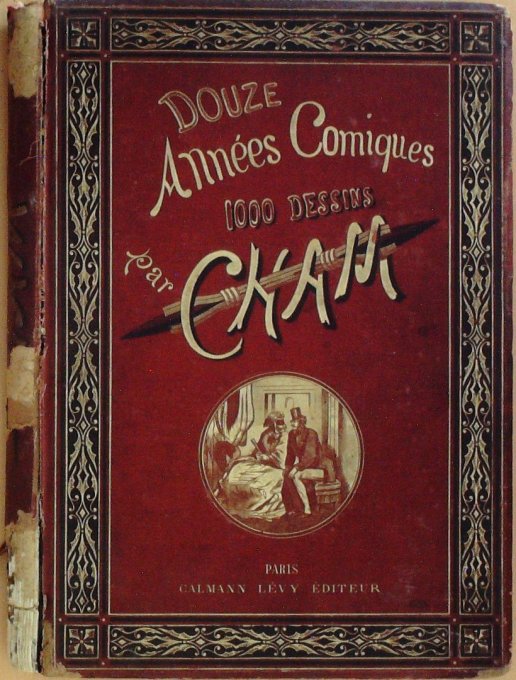 DOUZE
Années Comiques
1000 DESSINS
par
CHAM
PARIS
CALMANN LÉVY ÉDITEUR